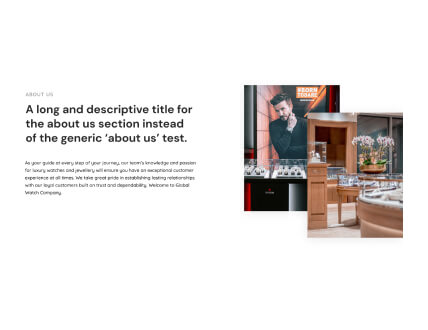 ABOUT US
A long and descriptive title for
the about us section instead
of the generic ‘about us’ test.
As your guide at every step of your journey, our team's knowledge and passion
for luxury watches and jewellery will ensure you have an exceptional customer
experience at all times. We take great pride in establishing lasting relationships
with our loyal customers built on trust and dependability. Welcome to Global
Watch Company.